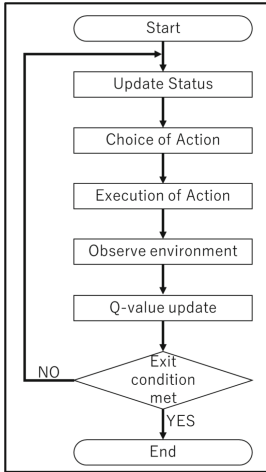 Start
Update Status
Choice of Action
Execution of Action
Observe environment
Q-value update
Exit
condition
met
NO
YES
End